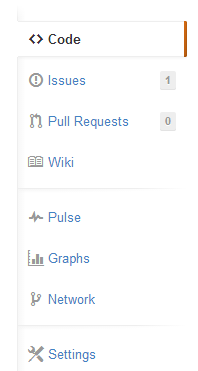 Code
Issues 1
Pull Requests 0
Wiki
Pulse
Graphs
Network
Settings